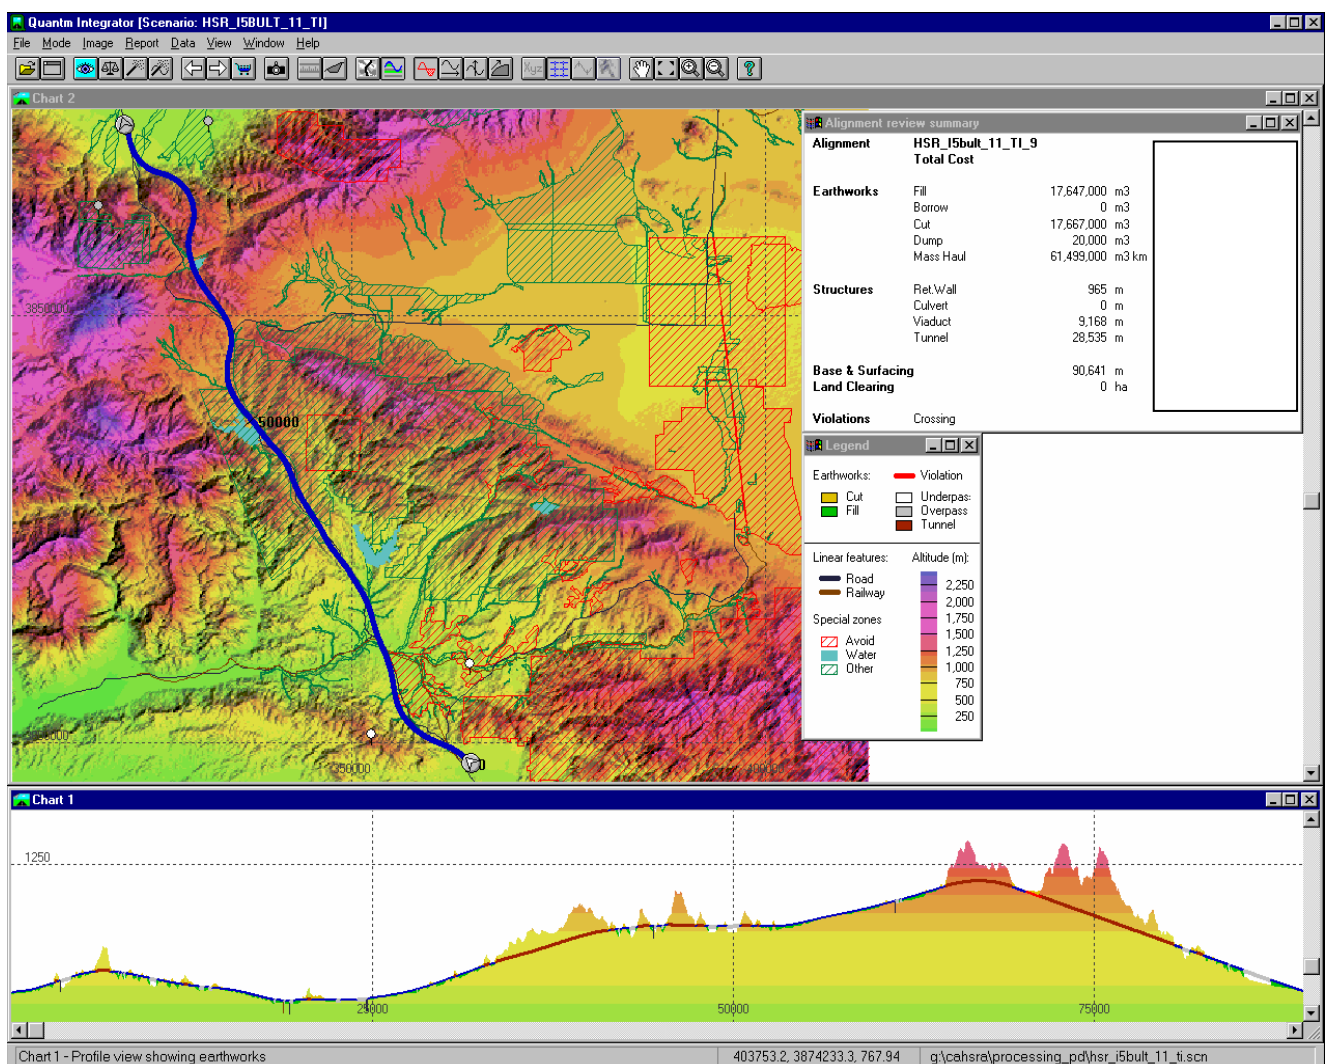 Quantm Integrator [Scenario: HSR_I5BULT_11_TI]
File Mode Image Report Data View Window Help
Xyz
Chart 2
3850000
50000
350000
0
Alignment review summary
Alignment HSR_I5bult_11_TI_9
Total Cost
Earthworks Fill 17,647,000 m3
Borrow 0 m3
Cut 17,667,000 m3
Dump 20,000 m3
Mass Haul 61,499,000 m3 km
Structures Ret.Wall 965 m
Culvert 0 m
Viaduct 9,168 m
Tunnel 28,535 m
Base & Surfacing 90,641 m
Land Clearing 0 ha
Violations Crossing
Legend
Earthworks: Violation
Cut Underpas:
Fill Overpass
Tunnel
Linear features: Altitude (m):
Road
Railway
Special zones
Avoid
Water
Other
2,250
2,000
1,750
1,500
1,250
1,000
750
500
250
Chart 1
1250
25000 50000 75000
Chart 1 - Profile view showing earthworks 403753.2, 3874233.3, 767.94 g:\cahsra\processing_pd\hsr_i5bult_11_ti.scn